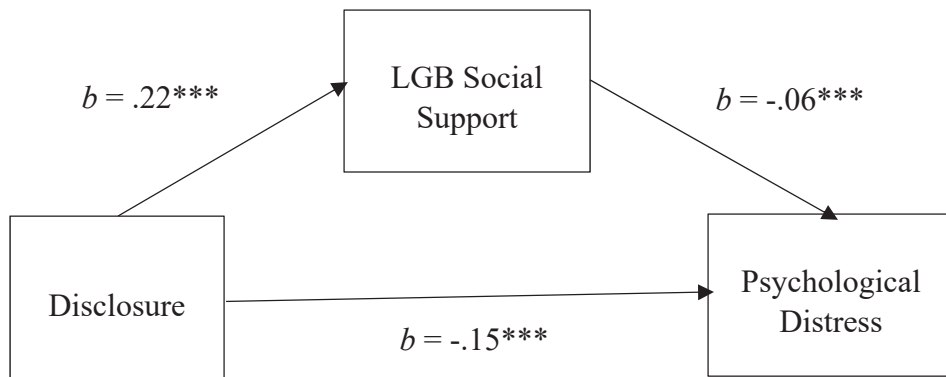 LGB Social
Support
b = .22***
b = -.06***
Disclosure
Psychological
Distress
b = -.15***